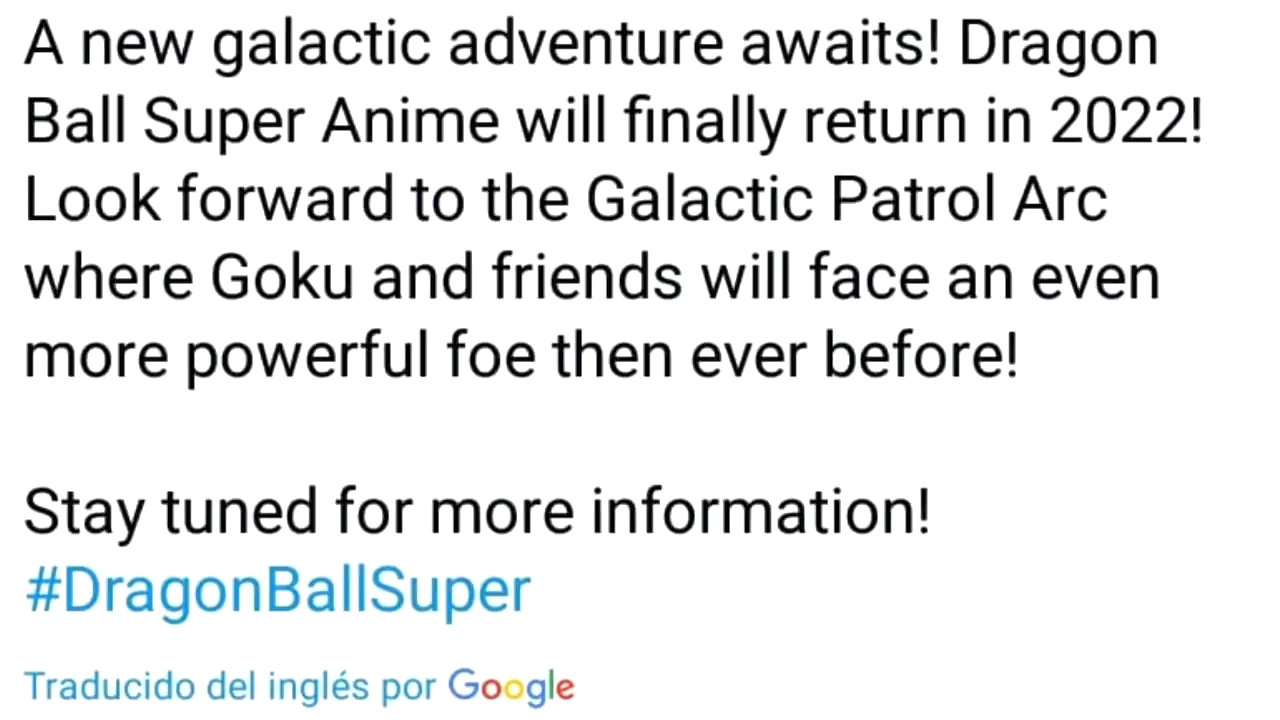 A new galactic adventure awaits! Dragon
Ball Super Anime will finally return in 2022!
Look forward to the Galactic Patrol Arc
where Goku and friends will face an even
more powerful foe then ever before!
Stay tuned for more information!
#DragonBallSuper
Traducido del inglés por Google